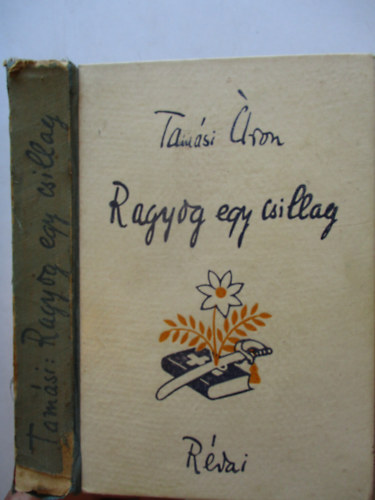 Tamási: Ragyog egy csillag
Tamási Áron
Ragyog egy csillag
Révai